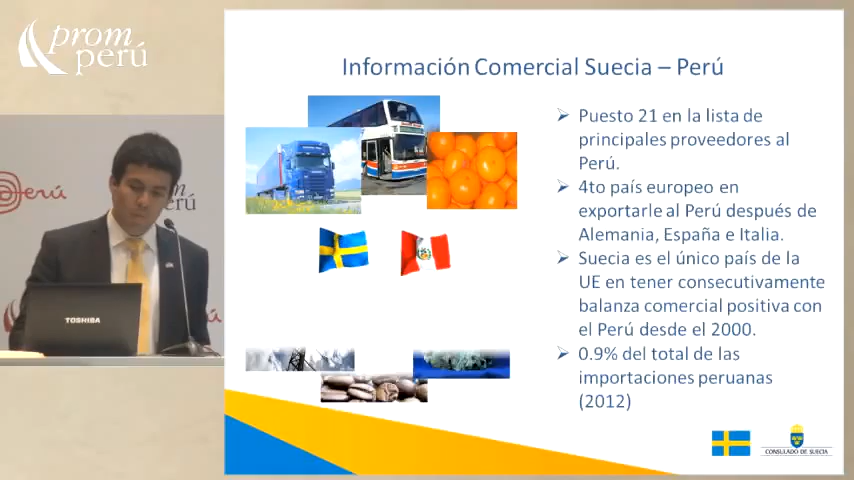 prom
perú
Información Comercial Suecia – Perú
Puesto 21 en la lista de
principales proveedores al
Perú.
4to país europeo en
exportarle al Perú después de
Alemania, España e Italia.
Suecia es el único país de la
UE en tener consecutivamente
balanza comercial positiva con
el Perú desde el 2000.
0.9% del total de las
importaciones peruanas
(2012)
CONSULADO DE SUECIA
Perú
prom
perú
TOSHIBA